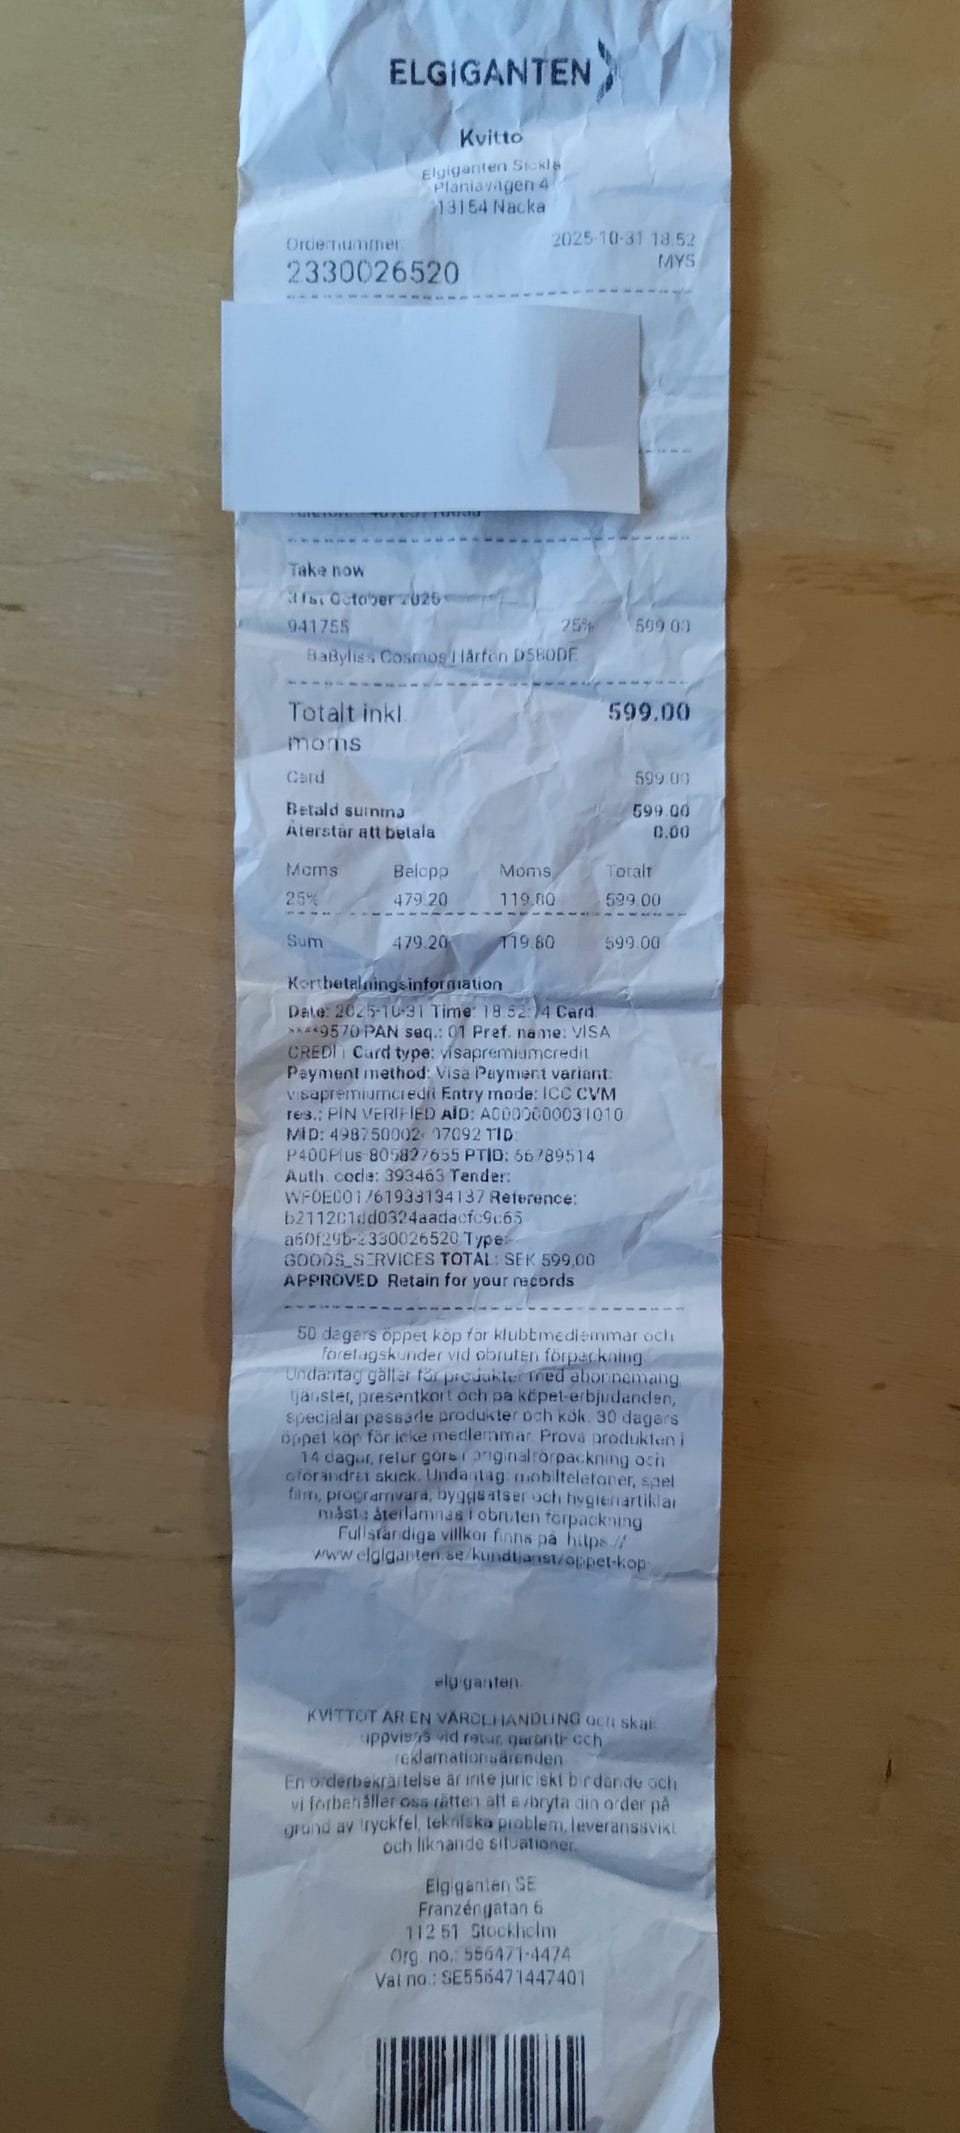 ELGIGANTEN
Kvitto
Elgiganten Sickla
Planiavägen 4
13154 Nacka
Ordernummer:
2025-10-31 18:52
2330026520
MYS
Take now
31st October 2025
941755 25% 599.00
BaByliss Cosmos Hårfön D580DE
Totalt inkl.
moms
599.00
Card 599.00
Betald summa 599.00
Återstår att betala 0.00
Moms Belopp Moms Totalt
25% 479.20 119.80 599.00
Sum 479.20 119.80 599.00
Kortbetalningsinformation
Date: 2025-10-31 Time: 18:52:14 Card:
****9570 PAN seq.: 01 Pref. name: VISA
CREDIT Card type: visapremiumcredit
Payment method: Visa Payment variant:
visapremiumcredit Entry mode: ICC CVM
res.: PIN VERIFIED AID: A0000000031010
MID: TID:
P400Plus-805827655 PTID: 56789514
Auth. code: 393463 Tender:
Reference:
Type:
GOODS_SERVICES TOTAL: SEK 599,00
APPROVED Retain for your records
50 dagars öppet köp för klubbmedlemmar och
företagskunder vid obruten förpackning
Undantag gäller för produkter med abonnemang,
tjänster, presentkort och på köpet-erbjudanden,
specialanpassade produkter och kök. 30 dagars
öppet köp för icke medlemmar. Prova produkten i
14 dagar, retur görs i originalförpackning och
oförändrat skick. Undantag: mobiltelefoner, spel
film, programvara, byggsatser och hygienartiklar
måste återlämnas i obruten förpackning
Fullständiga villkor finns på https://
www.elgiganten.se/kundtjanst/oppet-kop
elgiganten.
KVITTOT ÄR EN VÄRDEHANDLING och skall
uppvisas vid retur, garanti- och
reklamationsärenden
En orderbekräftelse är inte juridiskt bindande och
vi förbehåller oss rätten att avbryta din order på
grund av tryckfel, tekniska problem, leveranssvikt
och liknande situationer.
Elgiganten SE
Franzéngatan 6
112 51 Stockholm
Org. no.: 556471-4474
Vat no.: SE556471447401